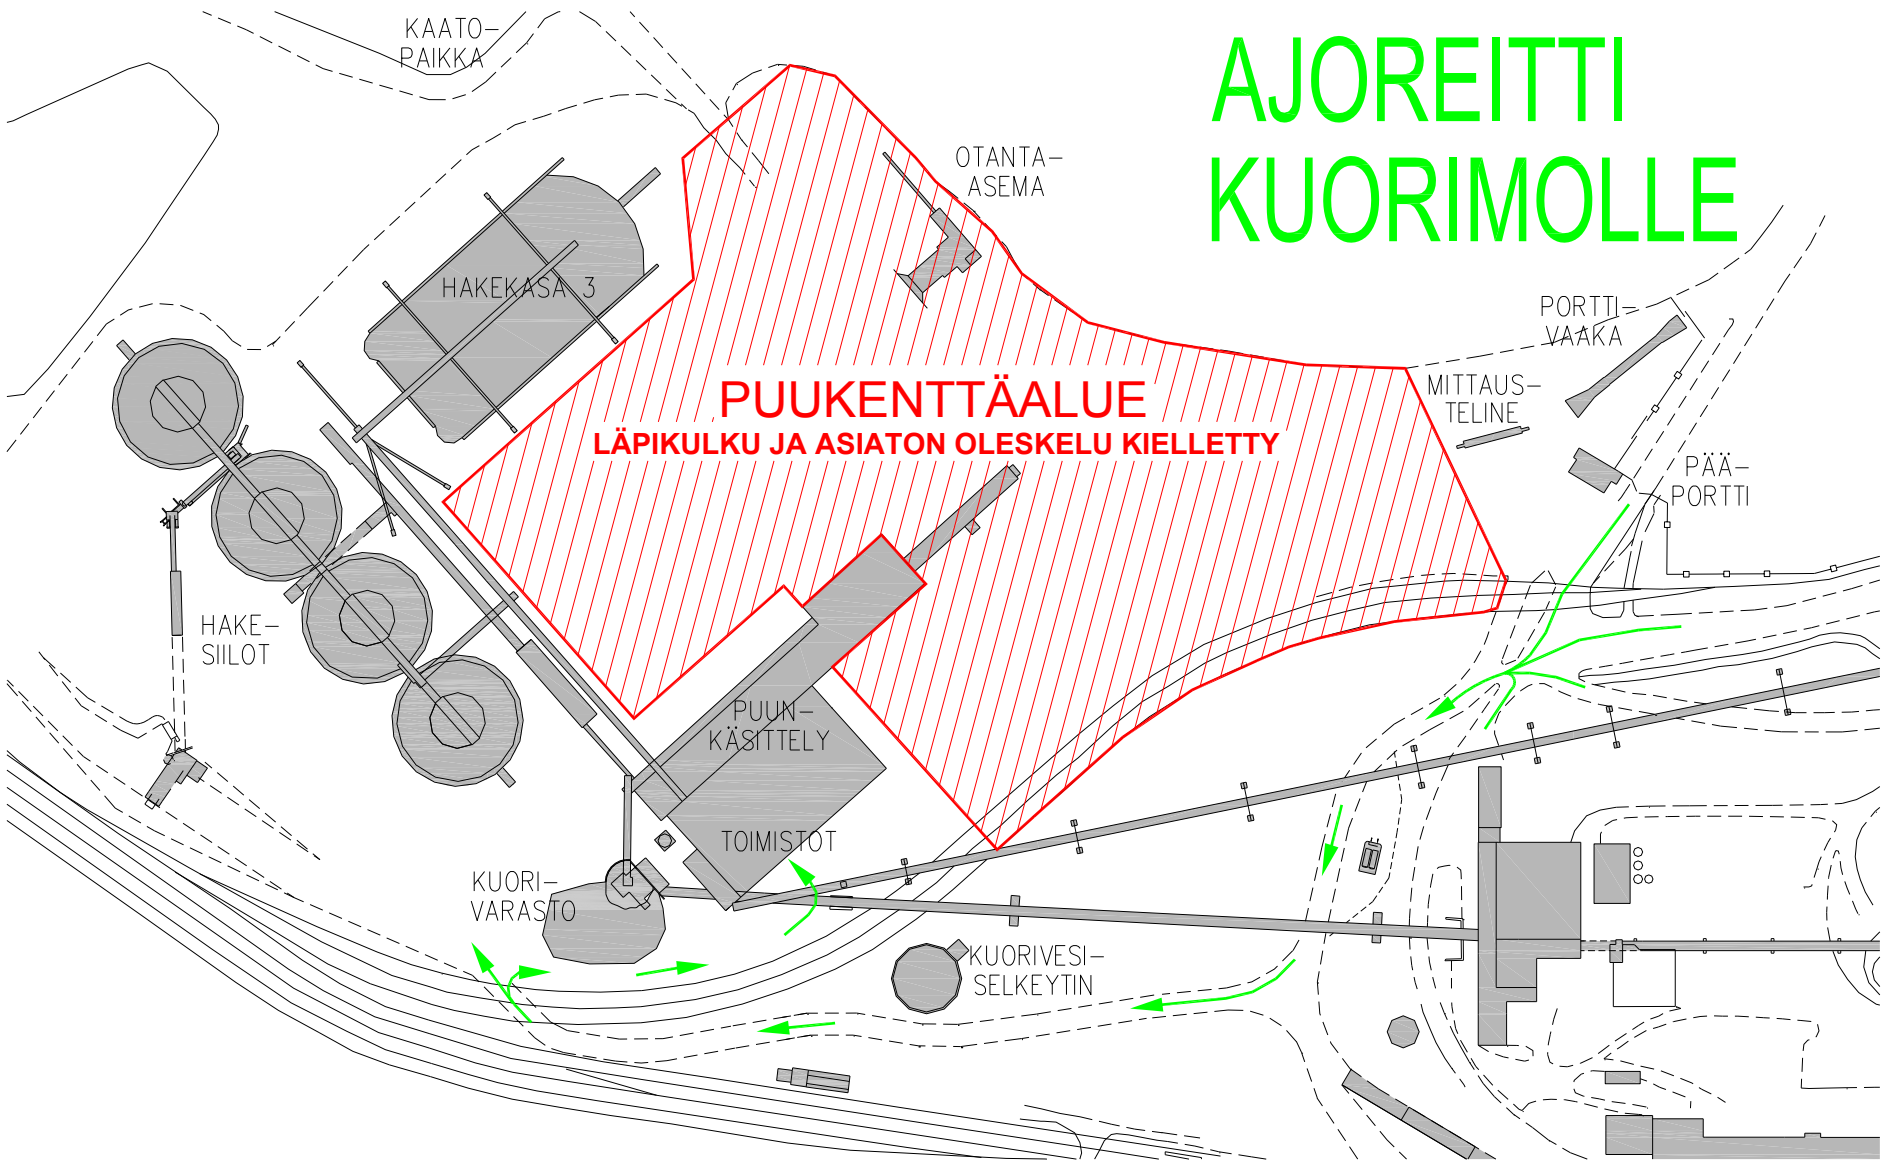 KAATO-
PAIKKA
AJOREITTI
KUORIMOLLE
OTANTA-
ASEMA
HAKEKASA 3
PORTTI-
VAAKA
PUUKENTTÄALUE
LÄPIKULKU JA ASIATON OLESKELU KIELLETTY
MITTAUS-
TELINE
PÄÄ-
PORTTI
HAKE-
SIILOT
PUUN-
KÄSITTELY
TOIMISTOT
KUORI-
VARASTO
KUORIVESI-
SELKEYTIN